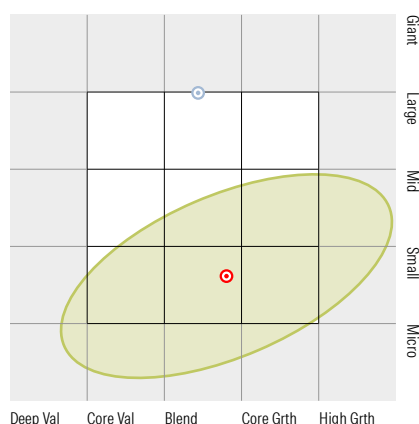 Giant
Large
Mid
Small
Micro
Deep Val
Core Val
Blend
Core Grth
High Grth